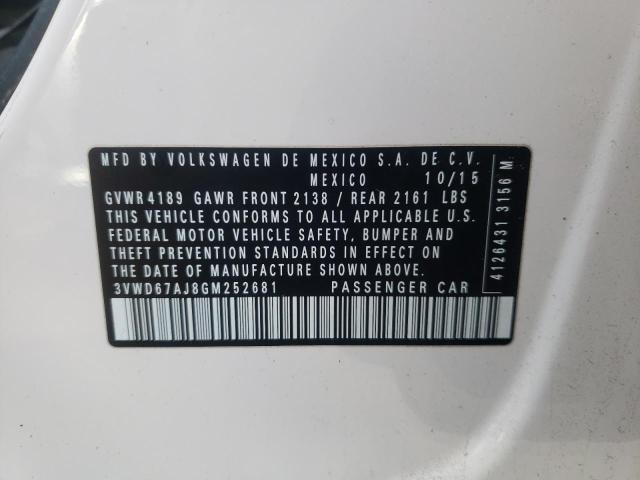 MFD BY VOLKSWAGEN DE MEXICO S.A. DE C.V.
MEXICO 10/15
GVWR 4189 GAWR FRONT 2138 / REAR 2161 LBS
THIS VEHICLE CONFORMS TO ALL APPLICABLE U.S.
FEDERAL MOTOR VEHICLE SAFETY, BUMPER AND
THEFT PREVENTION STANDARDS IN EFFECT ON
THE DATE OF MANUFACTURE SHOWN ABOVE.
3VWD67AJ8GM252681 PASSENGER CAR
4126431 3156 M